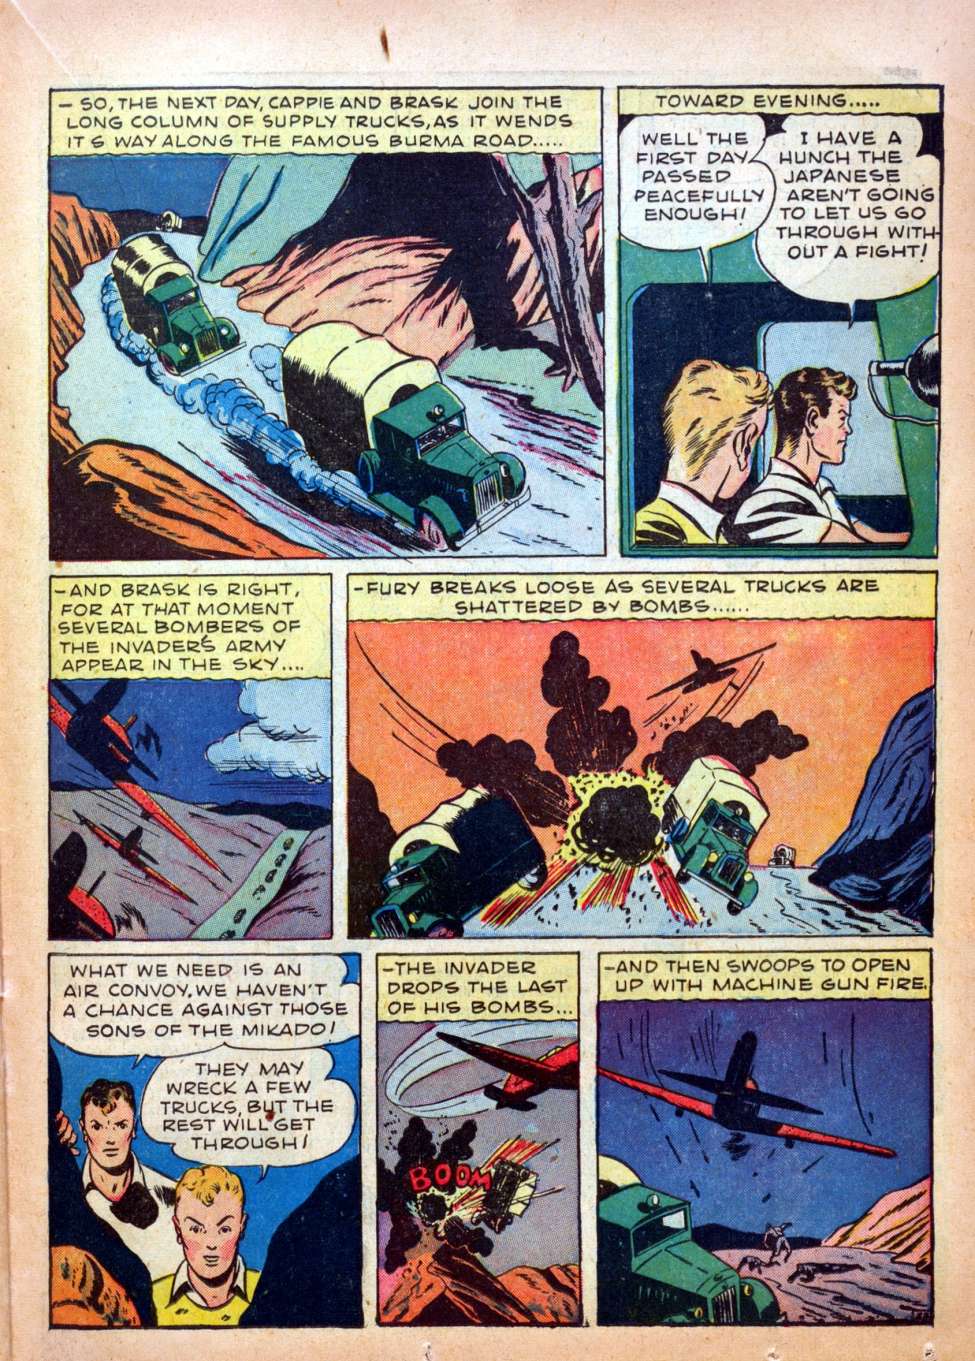 - SO, THE NEXT DAY, CAPPIE AND BRASK JOIN THE
LONG COLUMN OF SUPPLY TRUCKS, AS IT WENDS
IT S WAY ALONG THE FAMOUS BURMA ROAD.....
TOWARD EVENING.....
WELL THE
FIRST DAY
PASSED
PEACEFULLY
ENOUGH!
I HAVE A
HUNCH THE
JAPANESE
AREN'T GOING
TO LET US GO
THROUGH WITH-
OUT A FIGHT!
-AND BRASK IS RIGHT,
FOR AT THAT MOMENT
SEVERAL BOMBERS OF
THE INVADER'S ARMY
APPEAR IN THE SKY....
-FURY BREAKS LOOSE AS SEVERAL TRUCKS ARE
SHATTERED BY BOMBS......
WHAT WE NEED IS AN
AIR CONVOY. WE HAVEN'T
A CHANCE AGAINST THOSE
SONS OF THE MIKADO!
THEY MAY
WRECK A FEW
TRUCKS, BUT THE
REST WILL GET
THROUGH!
-THE INVADER
DROPS THE LAST
OF HIS BOMBS...
BOOM
-AND THEN SWOOPS TO OPEN
UP WITH MACHINE GUN FIRE.